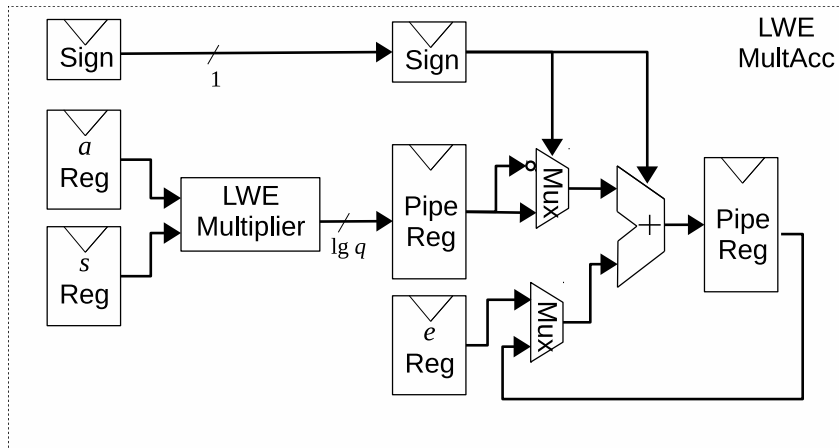 LWE
MultAcc
Sign
1
Sign
a
Reg
LWE
Multiplier
lg q
s
Reg
Pipe
Reg
Mux
+
Pipe
Reg
e
Reg
Mux